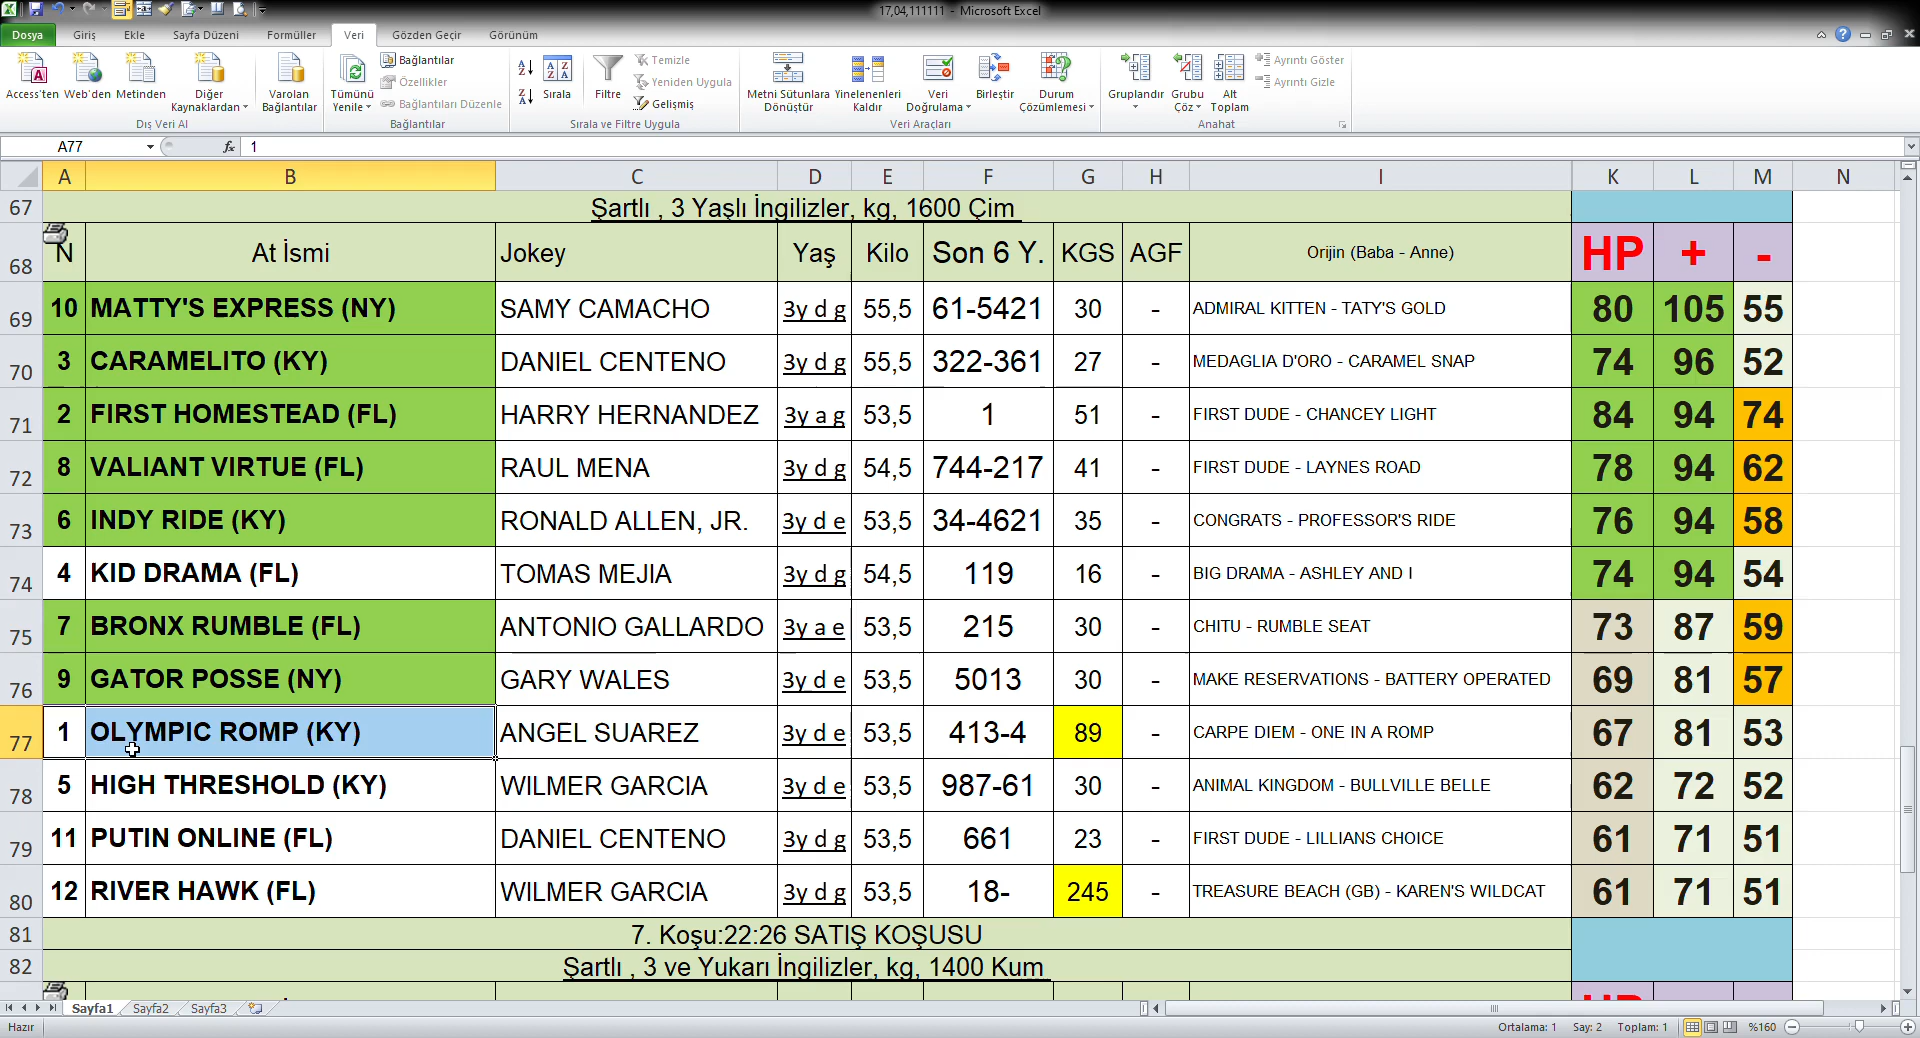 17,04,111111 - Microsoft Excel
Dosya Giriş Ekle Sayfa Düzeni Formüller Veri Gözden Geçir Görünüm
Access'ten Web'den Metinden Diğer Kaynaklardan Varolan Bağlantılar
Dış Veri Al
Tümünü Yenile Bağlantılar Özellikler Bağlantıları Düzenle
Bağlantılar
Sırala Filtre Temizle Yeniden Uygula Gelişmiş
Sırala ve Filtre Uygula
Metni Sütunlara Dönüştür Yinelenenleri Kaldır Veri Doğrulama Birleştir Durum Çözümlemesi
Veri Araçları
Gruplandır Grubu Çöz Alt Toplam Ayrıntı Göster Ayrıntı Gizle
Anahat
A77 fx 1
A B C D E F G H I K L M N
67 Şartlı , 3 Yaşlı İngilizler, kg, 1600 Çim
68 N At İsmi Jokey Yaş Kilo Son 6 Y. KGS AGF Orijin (Baba - Anne) HP + -
69 10 MATTY'S EXPRESS (NY) SAMY CAMACHO 3y d g 55,5 61-5421 30 - ADMIRAL KITTEN - TATY'S GOLD 80 105 55
70 3 CARAMELITO (KY) DANIEL CENTENO 3y d g 55,5 322-361 27 - MEDAGLIA D'ORO - CARAMEL SNAP 74 96 52
71 2 FIRST HOMESTEAD (FL) HARRY HERNANDEZ 3y a g 53,5 1 51 - FIRST DUDE - CHANCEY LIGHT 84 94 74
72 8 VALIANT VIRTUE (FL) RAUL MENA 3y d g 54,5 744-217 41 - FIRST DUDE - LAYNES ROAD 78 94 62
73 6 INDY RIDE (KY) RONALD ALLEN, JR. 3y d e 53,5 34-4621 35 - CONGRATS - PROFESSOR'S RIDE 76 94 58
74 4 KID DRAMA (FL) TOMAS MEJIA 3y d g 54,5 119 16 - BIG DRAMA - ASHLEY AND I 74 94 54
75 7 BRONX RUMBLE (FL) ANTONIO GALLARDO 3y a e 53,5 215 30 - CHITU - RUMBLE SEAT 73 87 59
76 9 GATOR POSSE (NY) GARY WALES 3y d e 53,5 5013 30 - MAKE RESERVATIONS - BATTERY OPERATED 69 81 57
77 1 OLYMPIC ROMP (KY) ANGEL SUAREZ 3y d e 53,5 413-4 89 - CARPE DIEM - ONE IN A ROMP 67 81 53
78 5 HIGH THRESHOLD (KY) WILMER GARCIA 3y d e 53,5 987-61 30 - ANIMAL KINGDOM - BULLVILLE BELLE 62 72 52
79 11 PUTIN ONLINE (FL) DANIEL CENTENO 3y d g 53,5 661 23 - FIRST DUDE - LILLIANS CHOICE 61 71 51
80 12 RIVER HAWK (FL) WILMER GARCIA 3y d g 53,5 18- 245 - TREASURE BEACH (GB) - KAREN'S WILDCAT 61 71 51
81 7. Koşu:22:26 SATIŞ KOŞUSU
82 Şartlı , 3 ve Yukarı İngilizler, kg, 1400 Kum
Sayfa1 Sayfa2 Sayfa3
Hazır Ortalama: 1 Say: 2 Toplam: 1 %160